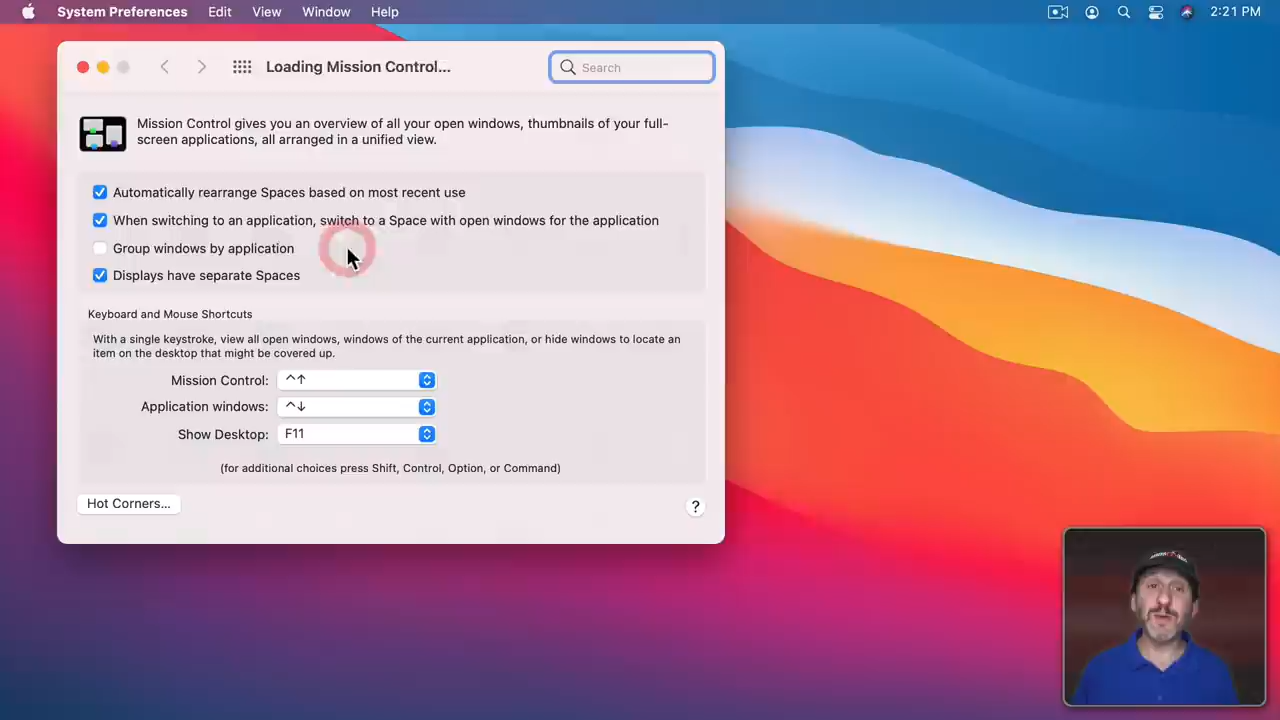 System Preferences Edit View Window Help 2:21 PM
Loading Mission Control... Search
Mission Control gives you an overview of all your open windows, thumbnails of your full-
screen applications, all arranged in a unified view.
Automatically rearrange Spaces based on most recent use
When switching to an application, switch to a Space with open windows for the application
Group windows by application
Displays have separate Spaces
Keyboard and Mouse Shortcuts
With a single keystroke, view all open windows, windows of the current application, or hide windows to locate an
item on the desktop that might be covered up.
Mission Control: ^↑
Application windows: ^↓
Show Desktop: F11
(for additional choices press Shift, Control, Option, or Command)
Hot Corners... ?